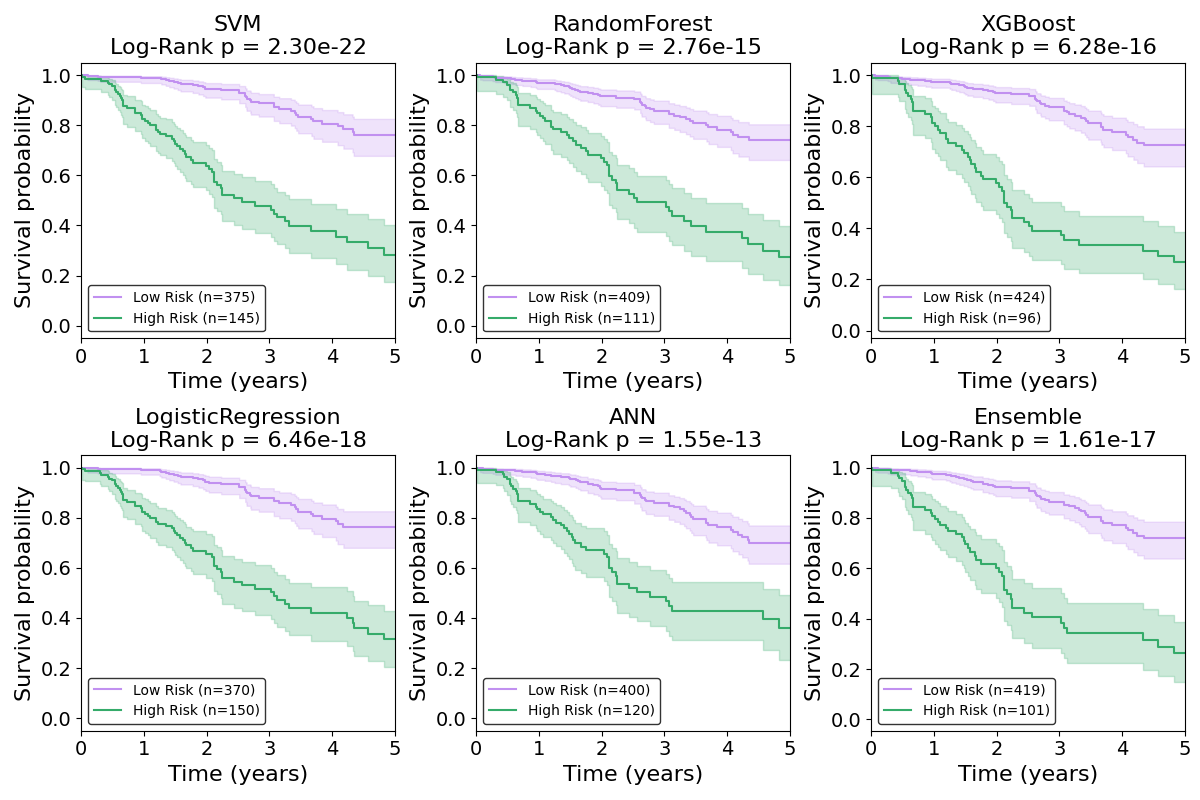 SVM
Log-Rank p = 2.30e-22
Survival probability
1.0
0.8
0.6
0.4
0.2
0.0
Low Risk (n=375)
High Risk (n=145)
0 1 2 3 4 5
Time (years)
RandomForest
Log-Rank p = 2.76e-15
Survival probability
1.0
0.8
0.6
0.4
0.2
0.0
Low Risk (n=409)
High Risk (n=111)
0 1 2 3 4 5
Time (years)
XGBoost
Log-Rank p = 6.28e-16
Survival probability
1.0
0.8
0.6
0.4
0.2
0.0
Low Risk (n=424)
High Risk (n=96)
0 1 2 3 4 5
Time (years)
LogisticRegression
Log-Rank p = 6.46e-18
Survival probability
1.0
0.8
0.6
0.4
0.2
0.0
Low Risk (n=370)
High Risk (n=150)
0 1 2 3 4 5
Time (years)
ANN
Log-Rank p = 1.55e-13
Survival probability
1.0
0.8
0.6
0.4
0.2
0.0
Low Risk (n=400)
High Risk (n=120)
0 1 2 3 4 5
Time (years)
Ensemble
Log-Rank p = 1.61e-17
Survival probability
1.0
0.8
0.6
0.4
0.2
0.0
Low Risk (n=419)
High Risk (n=101)
0 1 2 3 4 5
Time (years)